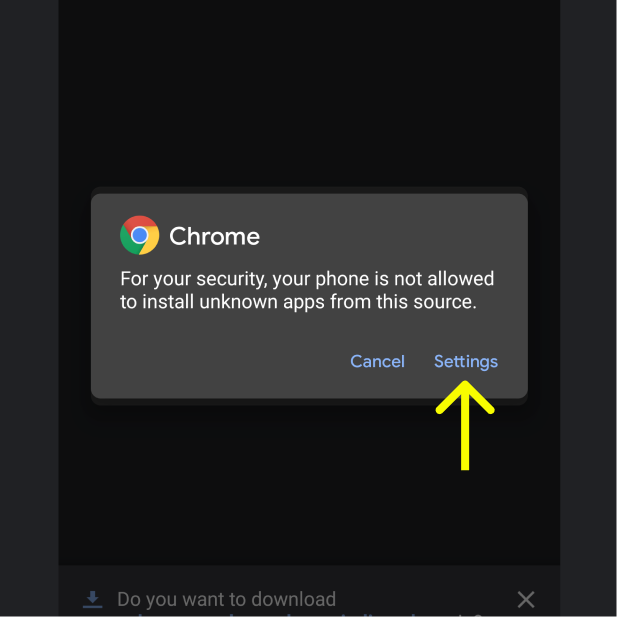 Chrome
For your security, your phone is not allowed
to install unknown apps from this source.
Cancel Settings
Do you want to download